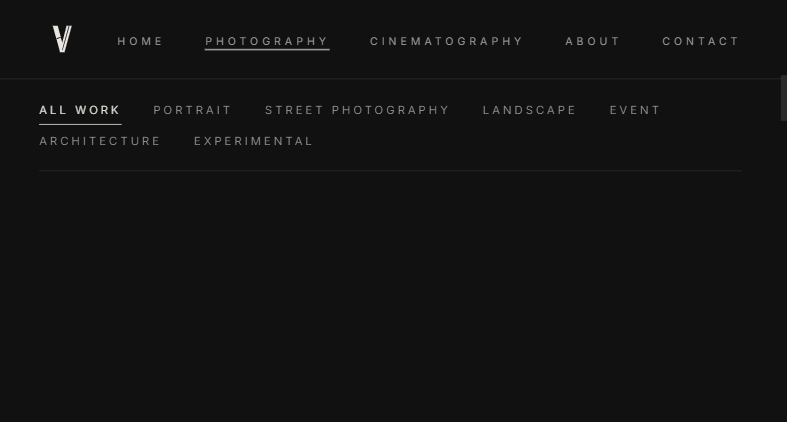 V HOME PHOTOGRAPHY CINEMATOGRAPHY ABOUT CONTACT
ALL WORK PORTRAIT STREET PHOTOGRAPHY LANDSCAPE EVENT
ARCHITECTURE EXPERIMENTAL